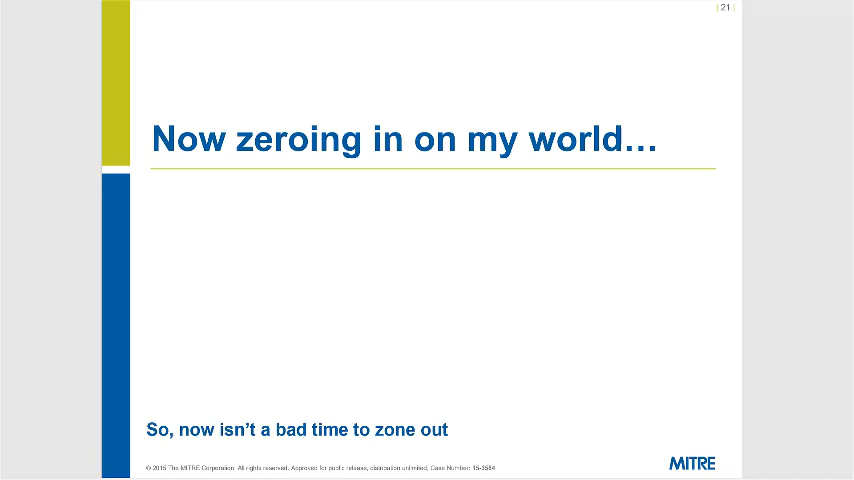 | 21 |
Now zeroing in on my world…
So, now isn't a bad time to zone out
© 2015 The MITRE Corporation. All rights reserved. Approved for public release, distribution unlimited, Case Number: 15-3584
MITRE